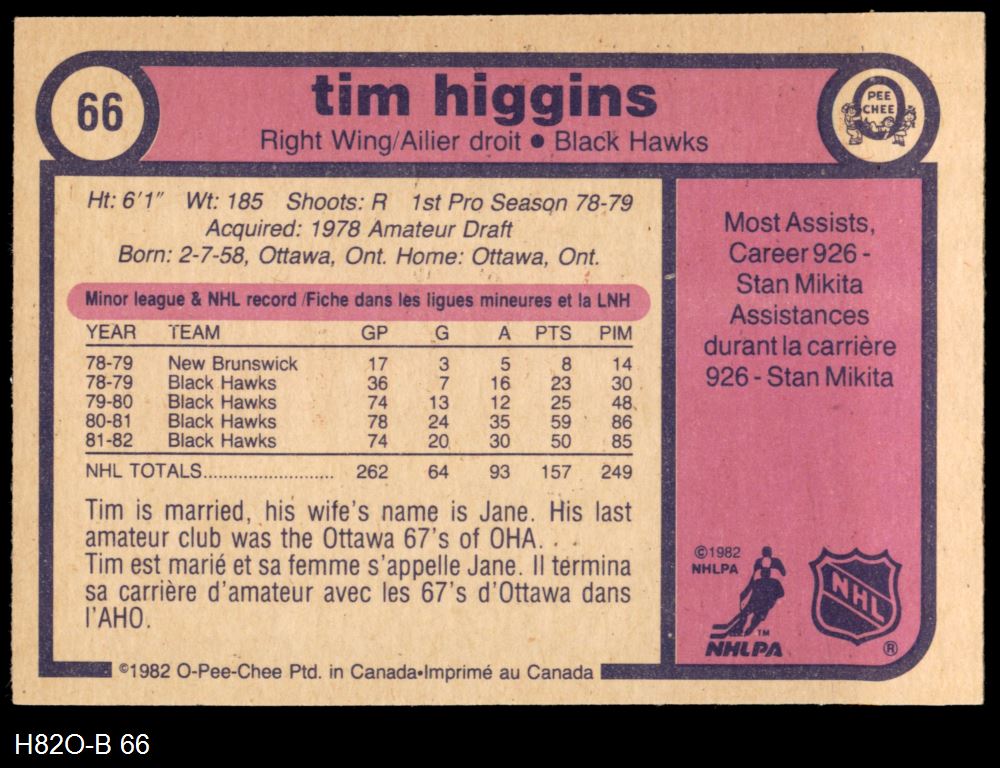 66
tim higgins
Right Wing/Ailier droit • Black Hawks
O
PEE
CHEE
Ht: 6'1" Wt: 185 Shoots: R 1st Pro Season 78-79
Acquired: 1978 Amateur Draft
Born: 2-7-58, Ottawa, Ont. Home: Ottawa, Ont.
Minor league & NHL record /Fiche dans les ligues mineures et la LNH
YEAR TEAM GP G A PTS PIM
78-79 New Brunswick 17 3 5 8 14
78-79 Black Hawks 36 7 16 23 30
79-80 Black Hawks 74 13 12 25 48
80-81 Black Hawks 78 24 35 59 86
81-82 Black Hawks 74 20 30 50 85
NHL TOTALS........................... 262 64 93 157 249
Tim is married, his wife's name is Jane. His last
amateur club was the Ottawa 67's of OHA.
Tim est marié et sa femme s'appelle Jane. Il termina
sa carrière d'amateur avec les 67's d'Ottawa dans
l'AHO.
©1982 O-Pee-Chee Ptd. in Canada•Imprimé au Canada
Most Assists,
Career 926 -
Stan Mikita
Assistances
durant la carrière
926 - Stan Mikita
©1982
NHLPA
TM
NHLPA
NHL
®
H82O-B 66